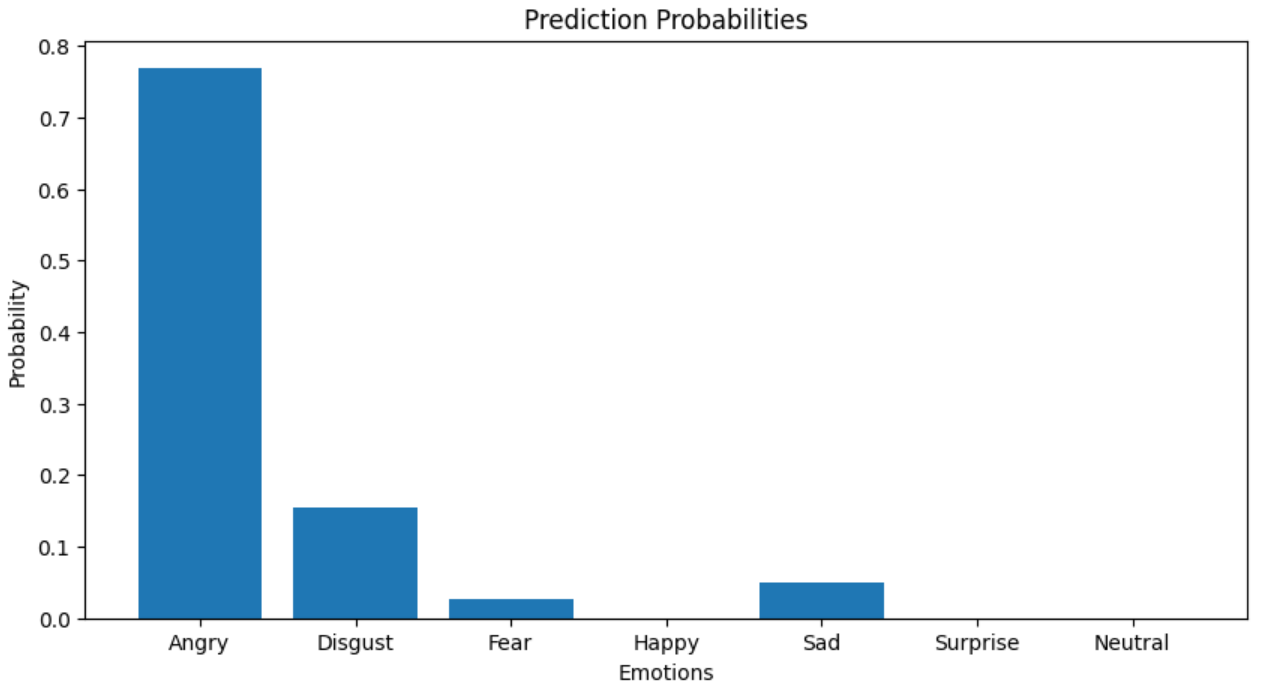 Prediction Probabilities
0.8
0.7
0.6
0.5
0.4
0.3
0.2
0.1
0.0
Probability
Angry Disgust Fear Happy Sad Surprise Neutral
Emotions